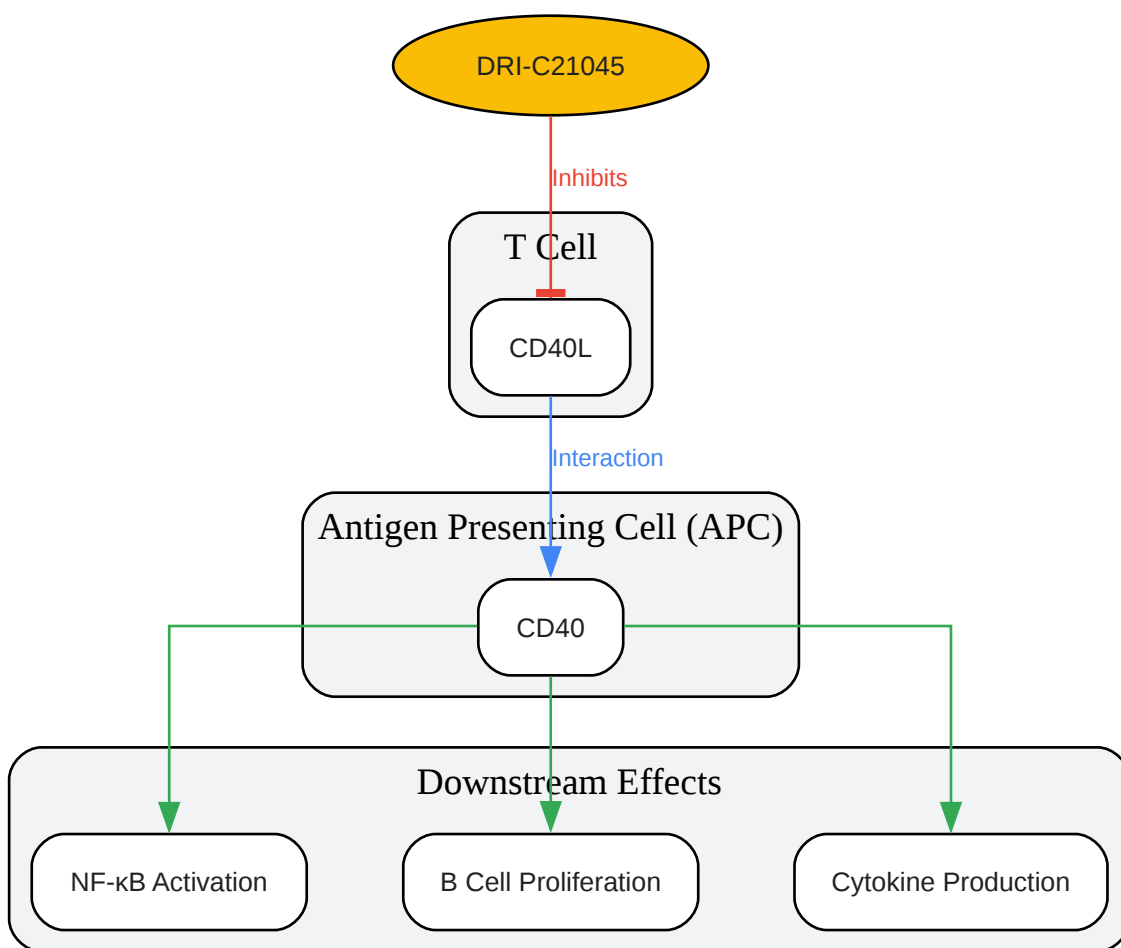 DRI-C21045
Inhibits
T Cell
CD40L
Interaction
Antigen Presenting Cell (APC)
CD40
Downstream Effects
NF-κB Activation
B Cell Proliferation
Cytokine Production